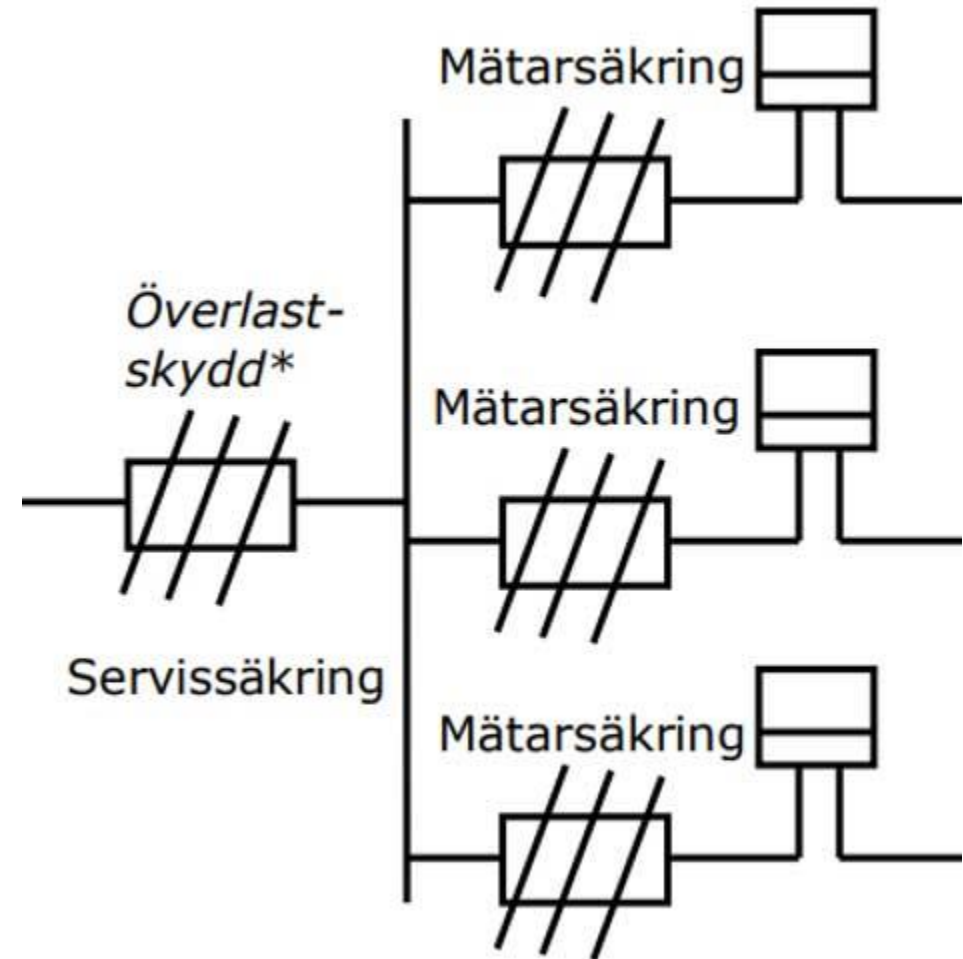 Mätarsäkring
Överlast-
skydd*
Mätarsäkring
Servissäkring
Mätarsäkring